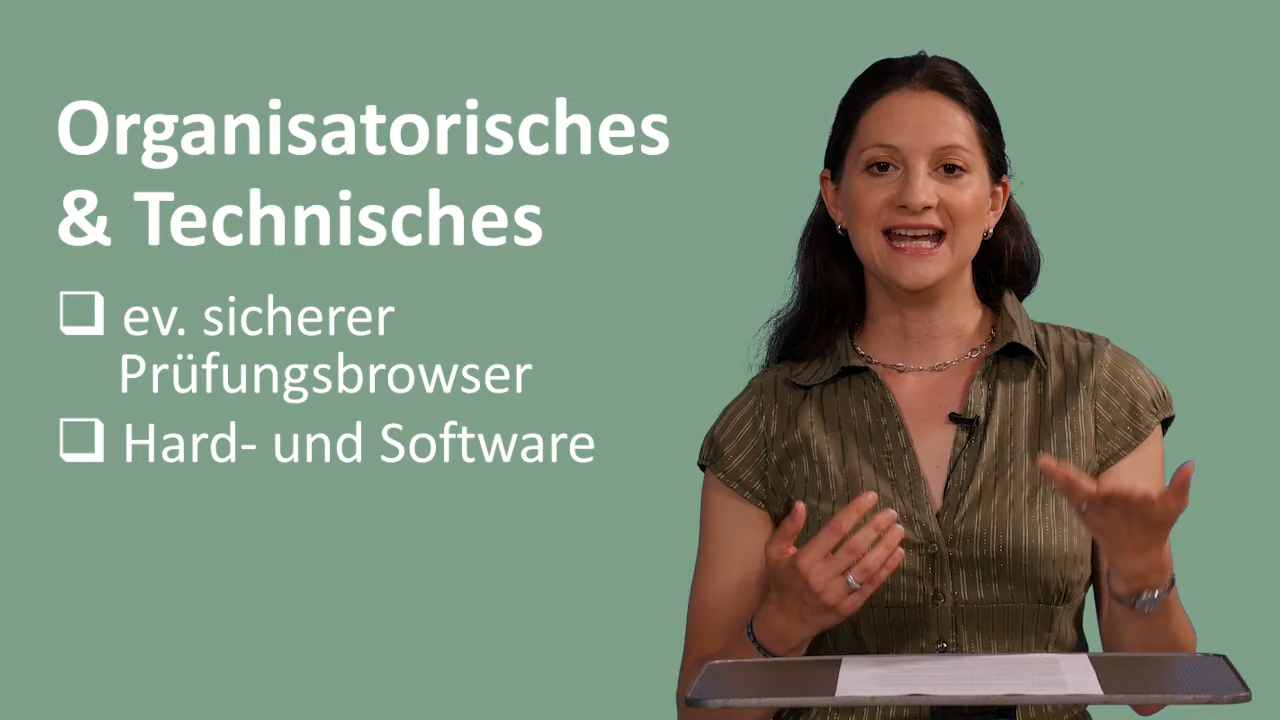 Organisatorisches
& Technisches
❑ ev. sicherer
Prüfungsbrowser
❑ Hard- und Software